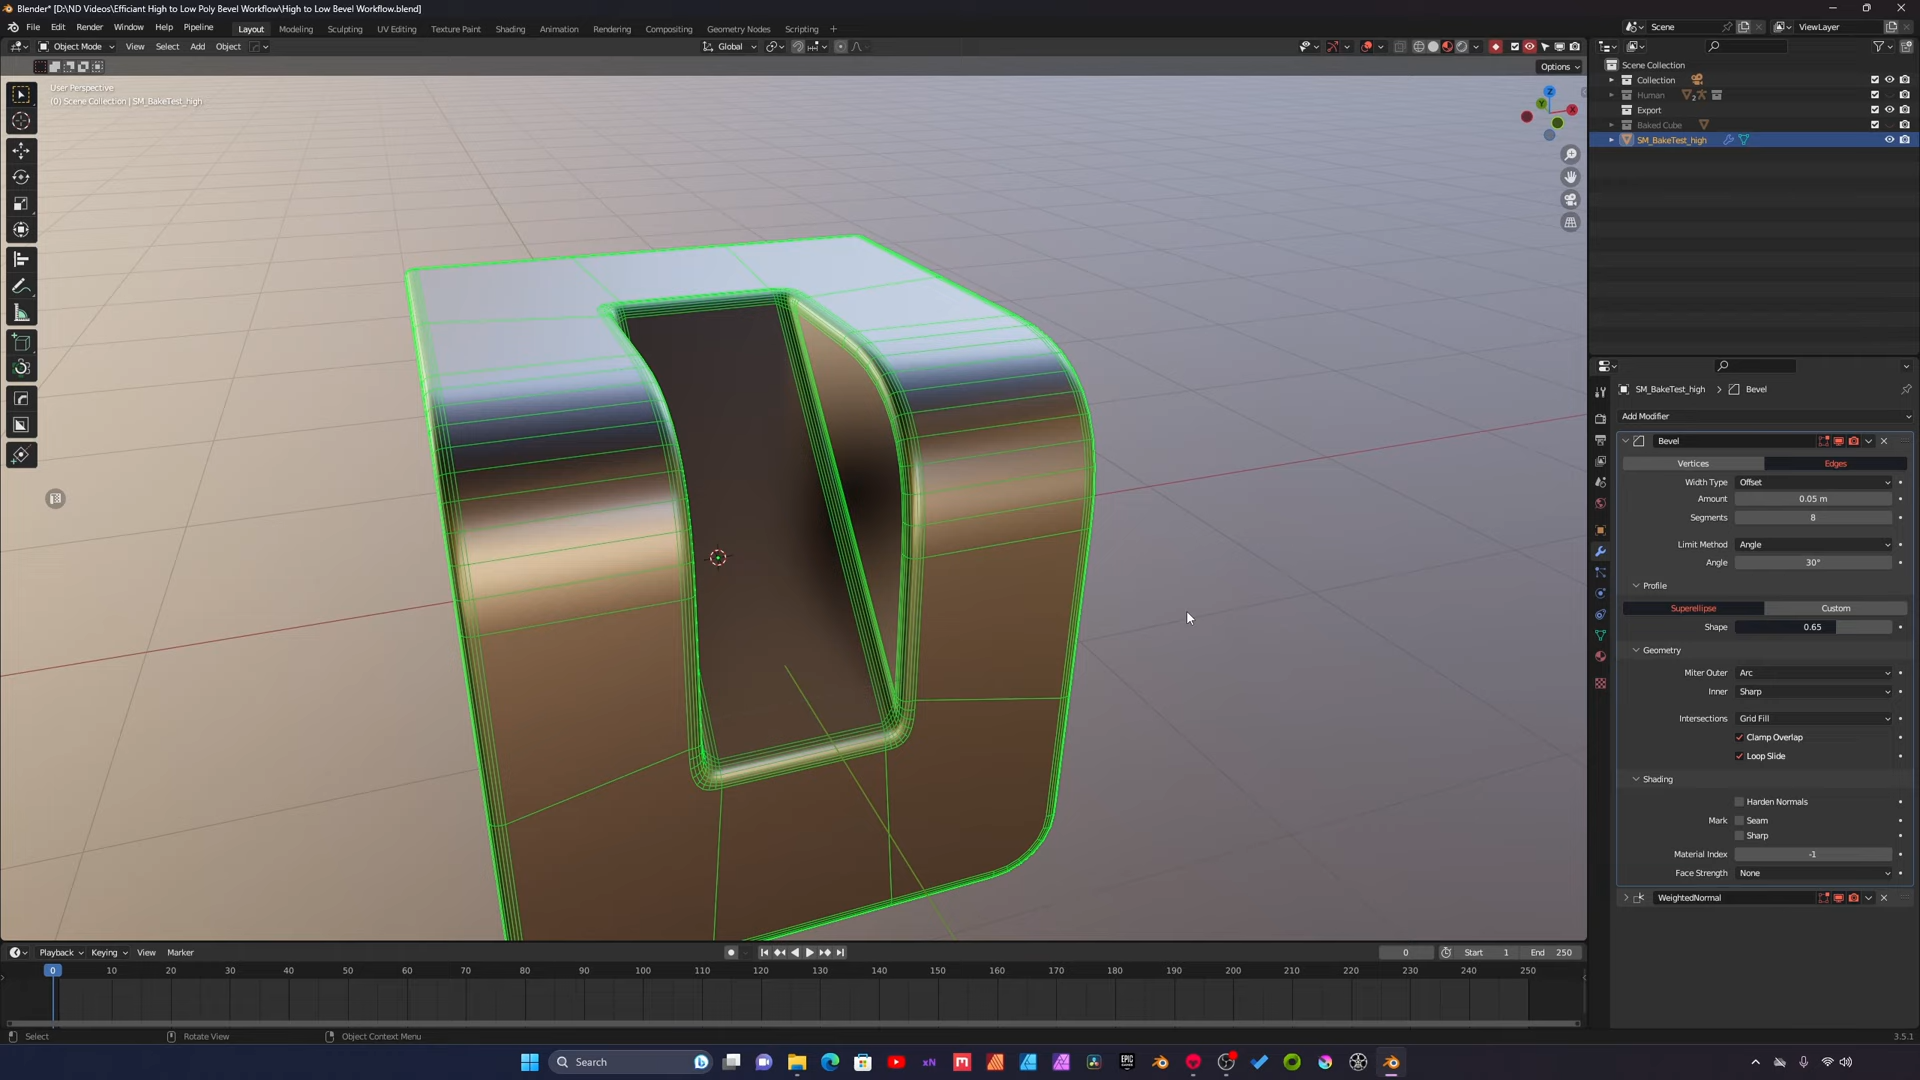 Blender* [D:\ND Videos\Efficiant High to Low Poly Bevel Workflow\High to Low Bevel Workflow.blend]
File Edit Render Window Help Pipeline Layout Modeling Sculpting UV Editing Texture Paint Shading Animation Rendering Compositing Geometry Nodes Scripting + Scene ViewLayer
Object Mode View Select Add Object Global
Options
User Perspective
(0) Scene Collection | SM_BakeTest_high
Z
Y
X
Scene Collection
Collection
Human 2
Export
Baked Cube
SM_BakeTest_high
SM_BakeTest_high > Bevel
Add Modifier
Bevel
Vertices Edges
Width Type Offset
Amount 0.05 m
Segments 8
Limit Method Angle
Angle 30°
Profile
Superellipse Custom
Shape 0.65
Geometry
Miter Outer Arc
Inner Sharp
Intersections Grid Fill
Clamp Overlap
Loop Slide
Shading
Harden Normals
Mark Seam
Sharp
Material Index -1
Face Strength None
WeightedNormal
Playback Keying View Marker 0 Start 1 End 250
0 10 20 30 40 50 60 70 80 90 100 110 120 130 140 150 160 170 180 190 200 210 220 230 240 250
Select Rotate View Object Context Menu 3.5.1
Search xN EPIC GAMES